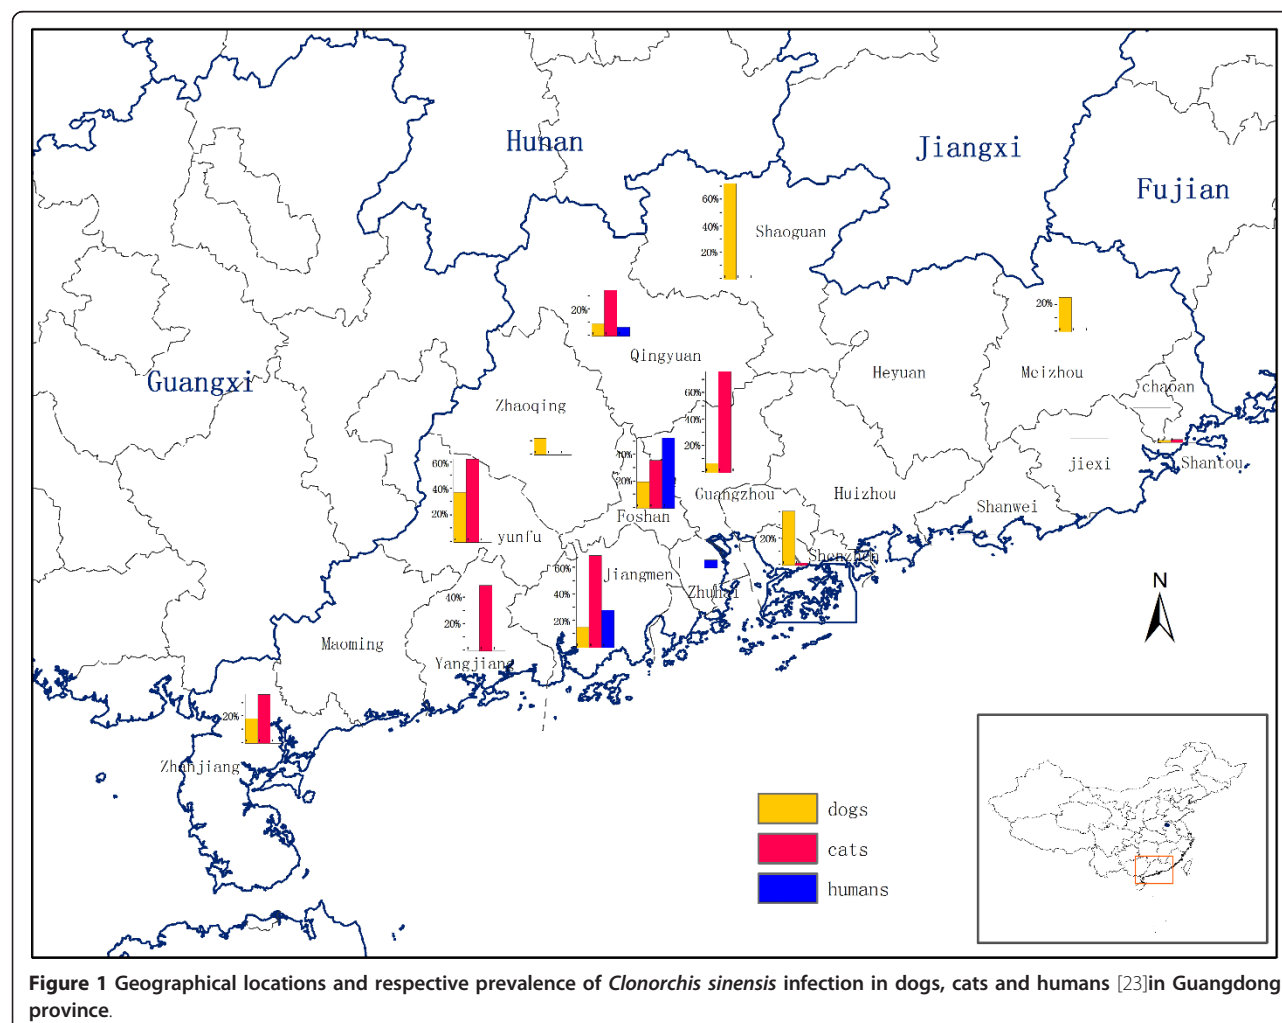 Hunan
Jiangxi
Fujian
60%
40%
20%
Shaoguan
20%
20%
Qingyuan
Guangxi
Heyuan
Meizhou
chaoan
Zhaoqing
60%
40%
20%
60%
40%
20%
yunfu
40%
20%
Foshan
Guangzhou
Huizhou
jiexi
Shantou
Shanwei
20%
Shenzhen
60%
40%
20%
Jiangmen
Zhuhai
N
40%
20%
Yangjiang
Maoming
20%
Zhanjiang
dogs
cats
humans
Figure 1 Geographical locations and respective prevalence of Clonorchis sinensis infection in dogs, cats and humans [23]in Guangdong
province.